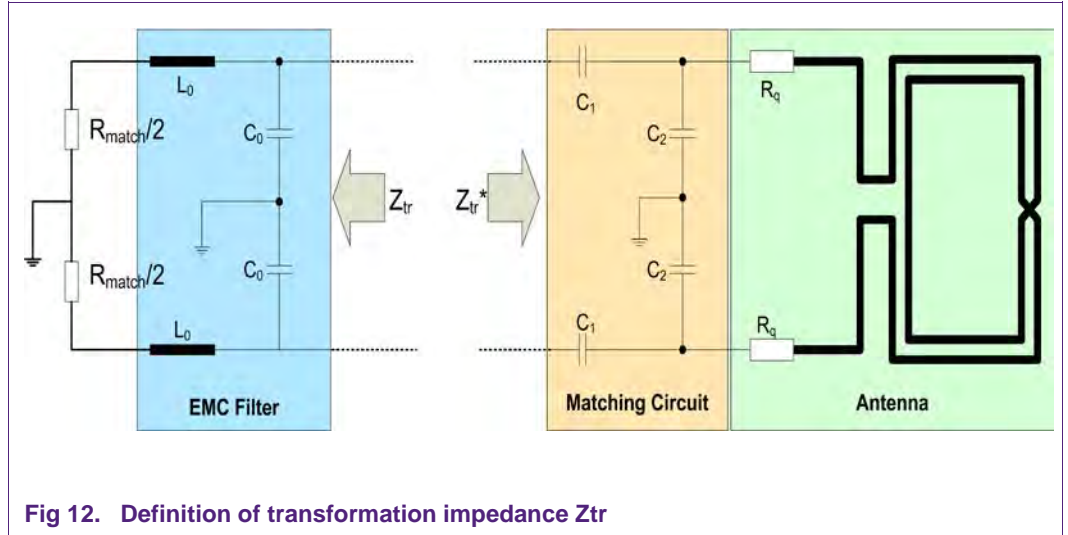 L₀
Rmatch/2
C₀
Rmatch/2
C₀
L₀
EMC Filter
Ztr
Ztr*
C₁
C₂
C₂
C₁
Matching Circuit
Rq
Rq
Antenna
Fig 12. Definition of transformation impedance Ztr